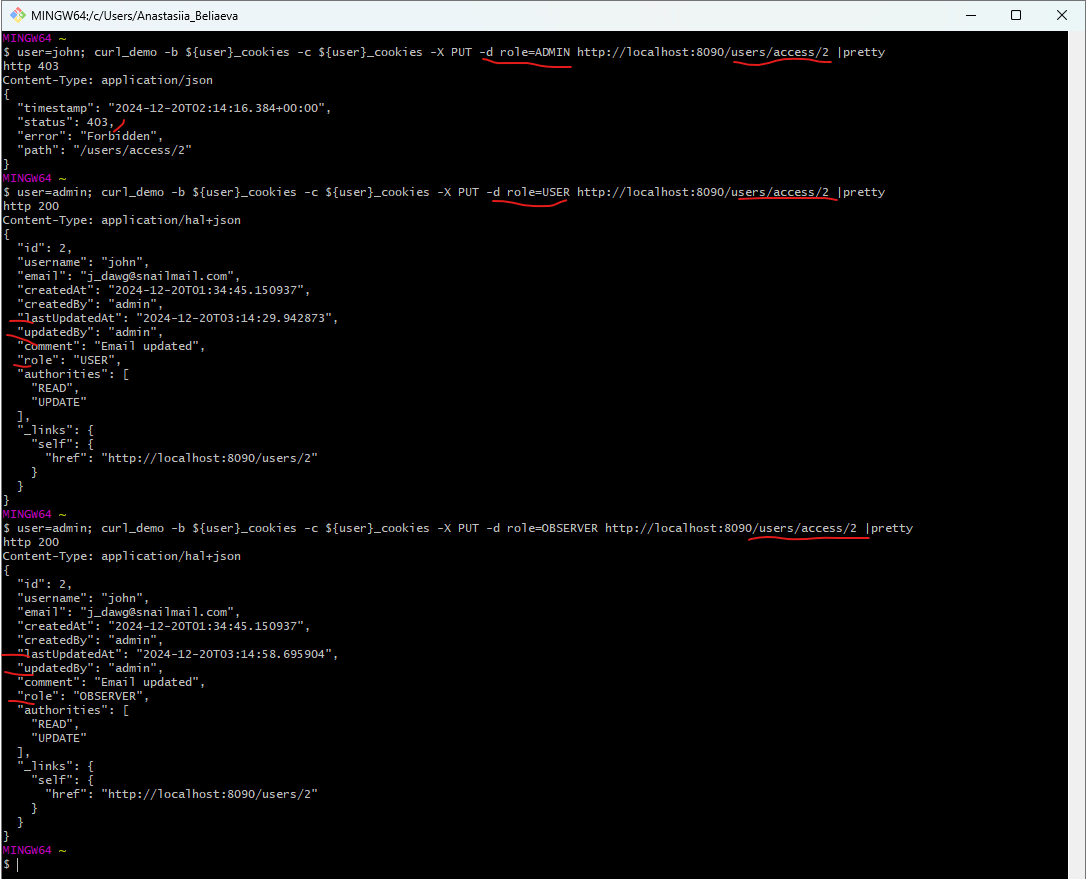 MINGW64:/c/Users/Anastasiia_Beliaeva
MINGW64 ~
$ user=john; curl_demo -b ${user}_cookies -c ${user}_cookies -X PUT -d role=ADMIN http://localhost:8090/users/access/2 |pretty
http 403
Content-Type: application/json
{
  "timestamp": "2024-12-20T02:14:16.384+00:00",
  "status": 403,
  "error": "Forbidden",
  "path": "/users/access/2"
}
MINGW64 ~
$ user=admin; curl_demo -b ${user}_cookies -c ${user}_cookies -X PUT -d role=USER http://localhost:8090/users/access/2 |pretty
http 200
Content-Type: application/hal+json
{
  "id": 2,
  "username": "john",
  "email": "j_dawg@snailmail.com",
  "createdAt": "2024-12-20T01:34:45.150937",
  "createdBy": "admin",
  "lastUpdatedAt": "2024-12-20T03:14:29.942873",
  "updatedBy": "admin",
  "comment": "Email updated",
  "role": "USER",
  "authorities": [
    "READ",
    "UPDATE"
  ],
  "_links": {
    "self": {
      "href": "http://localhost:8090/users/2"
    }
  }
}
MINGW64 ~
$ user=admin; curl_demo -b ${user}_cookies -c ${user}_cookies -X PUT -d role=OBSERVER http://localhost:8090/users/access/2 |pretty
http 200
Content-Type: application/hal+json
{
  "id": 2,
  "username": "john",
  "email": "j_dawg@snailmail.com",
  "createdAt": "2024-12-20T01:34:45.150937",
  "createdBy": "admin",
  "lastUpdatedAt": "2024-12-20T03:14:58.695904",
  "updatedBy": "admin",
  "comment": "Email updated",
  "role": "OBSERVER",
  "authorities": [
    "READ",
    "UPDATE"
  ],
  "_links": {
    "self": {
      "href": "http://localhost:8090/users/2"
    }
  }
}
MINGW64 ~
$